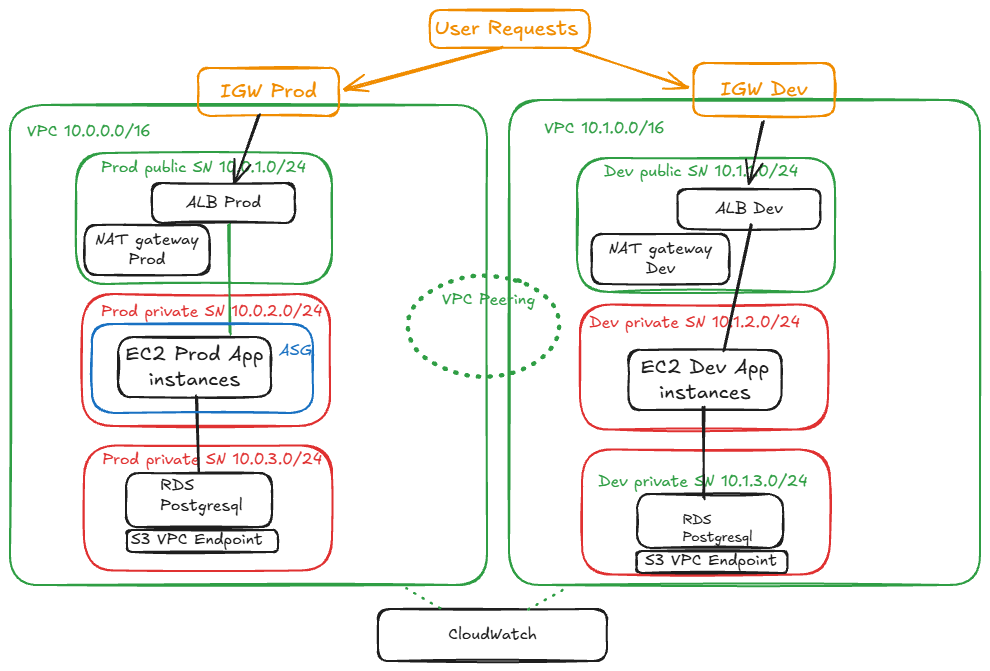 User Requests
IGW Prod
VPC 10.0.0.0/16
Prod public SN 10.0.1.0/24
ALB Prod
NAT gateway
Prod
Prod private SN 10.0.2.0/24
ASG
EC2 Prod App
instances
Prod private SN 10.0.3.0/24
RDS
Postgresql
S3 VPC Endpoint
VPC Peering
IGW Dev
VPC 10.1.0.0/16
Dev public SN 10.1.1.0/24
ALB Dev
NAT gateway
Dev
Dev private SN 10.1.2.0/24
EC2 Dev App
instances
Dev private SN 10.1.3.0/24
RDS
Postgresql
S3 VPC Endpoint
CloudWatch